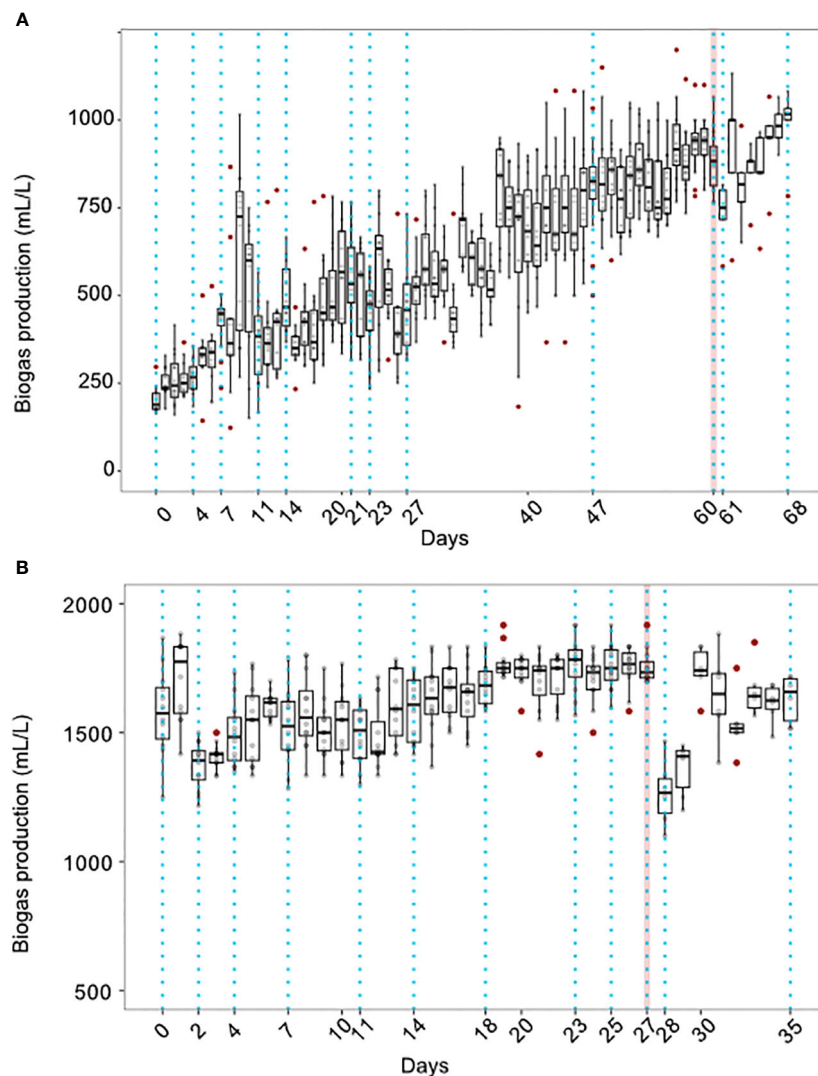 A
Biogas production (mL/L)
1000
750
500
250
0
0 4 7 11 14 20 21 23 27 40 47 60 61 68
Days
B
Biogas production (mL/L)
2000
1500
1000
500
0 2 4 7 10 11 14 18 20 23 25 27 28 30 35
Days